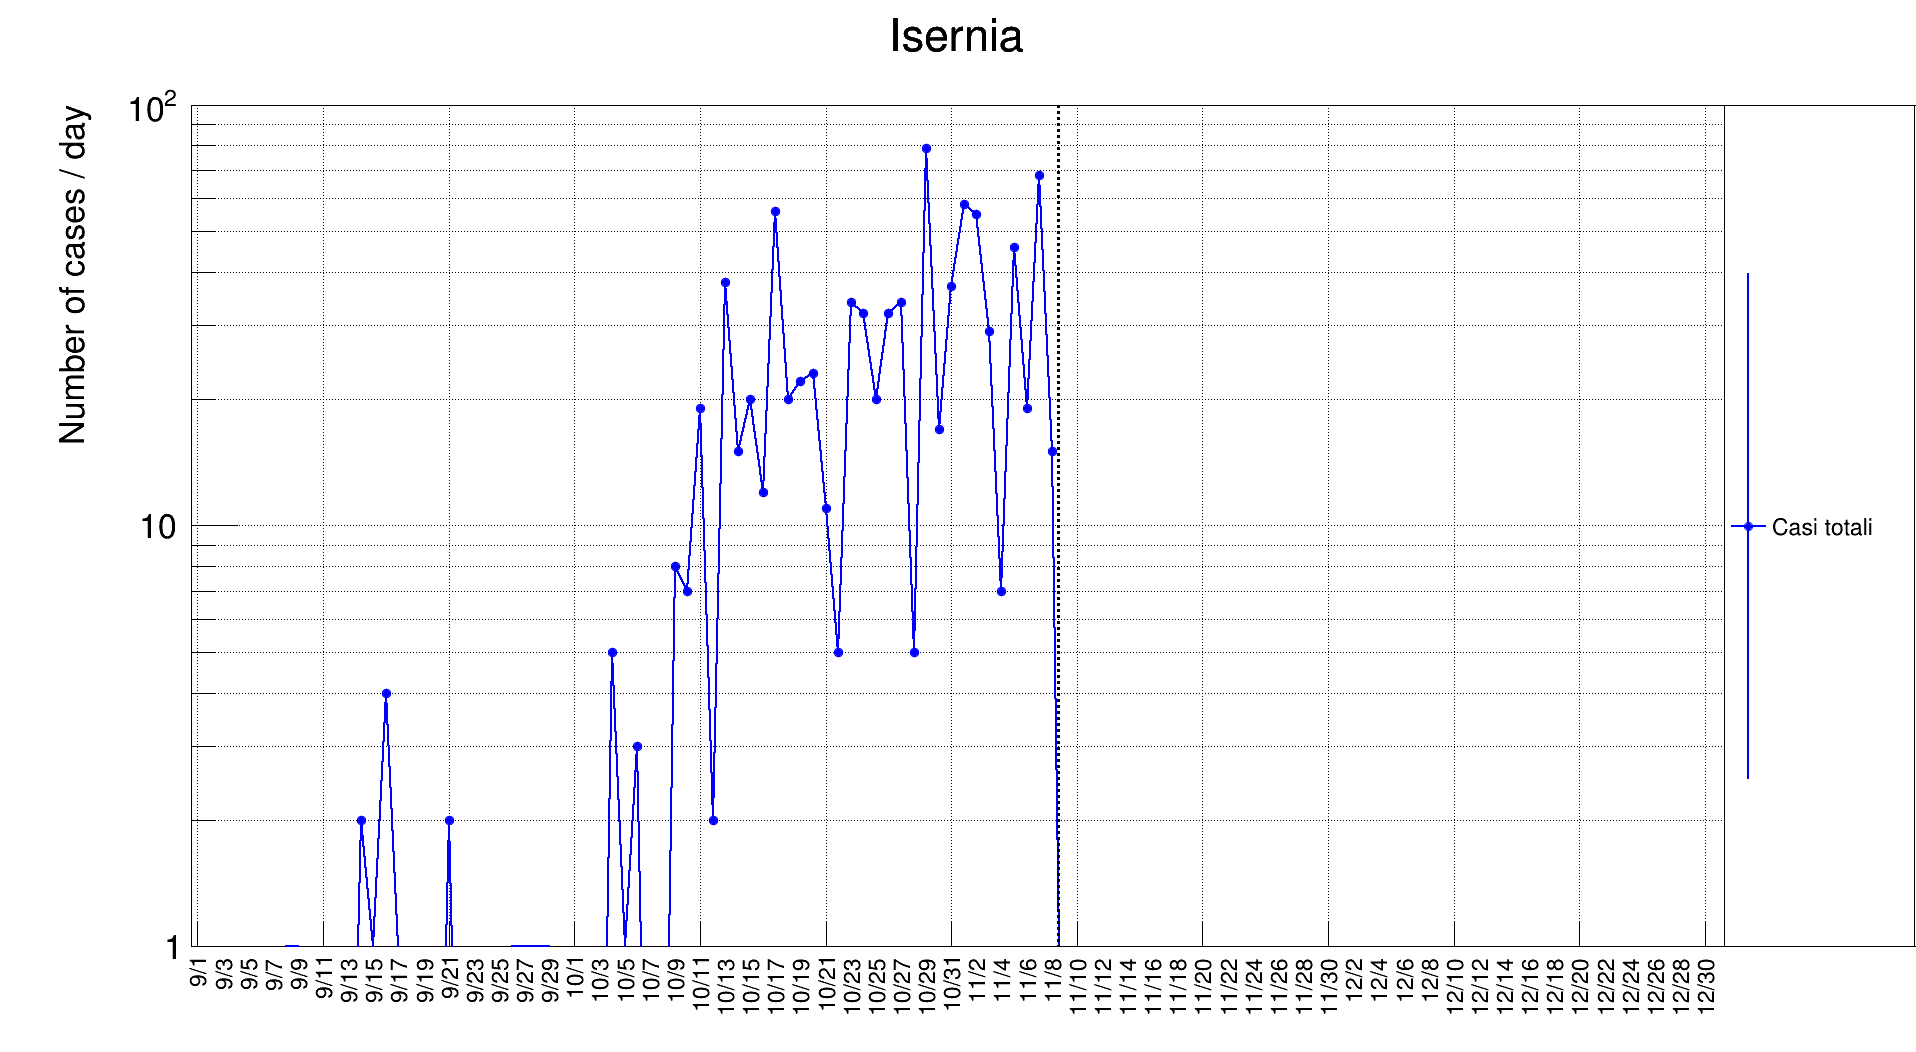 Isernia
Number of cases / day
10²
10
1
Casi totali
9/1 9/3 9/5 9/7 9/9 9/11 9/13 9/15 9/17 9/19 9/21 9/23 9/25 9/27 9/29 10/1 10/3 10/5 10/7 10/9 10/11 10/13 10/15 10/17 10/19 10/21 10/23 10/25 10/27 10/29 10/31 11/2 11/4 11/6 11/8 11/10 11/12 11/14 11/16 11/18 11/20 11/22 11/24 11/26 11/28 11/30 12/2 12/4 12/6 12/8 12/10 12/12 12/14 12/16 12/18 12/20 12/22 12/24 12/26 12/28 12/30